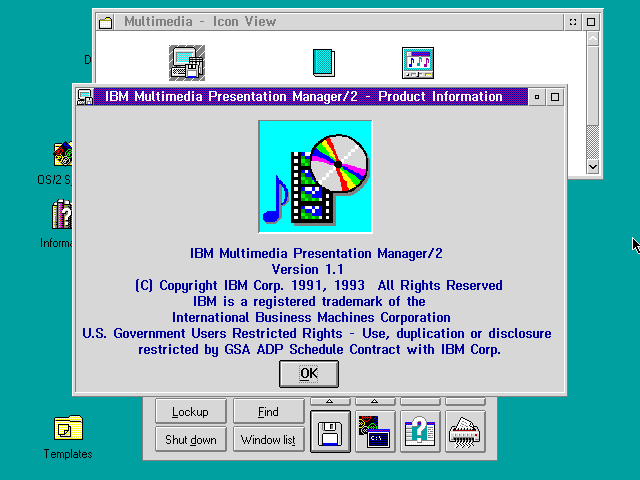 Multimedia - Icon View
D
IBM Multimedia Presentation Manager/2 - Product Information
OS/2 S
Informa
IBM Multimedia Presentation Manager/2
Version 1.1
(C) Copyright IBM Corp. 1991, 1993 All Rights Reserved
IBM is a registered trademark of the
International Business Machines Corporation
U.S. Government Users Restricted Rights - Use, duplication or disclosure
restricted by GSA ADP Schedule Contract with IBM Corp.
OK
Lockup
Find
Shut down
Window list
C:\
Templates